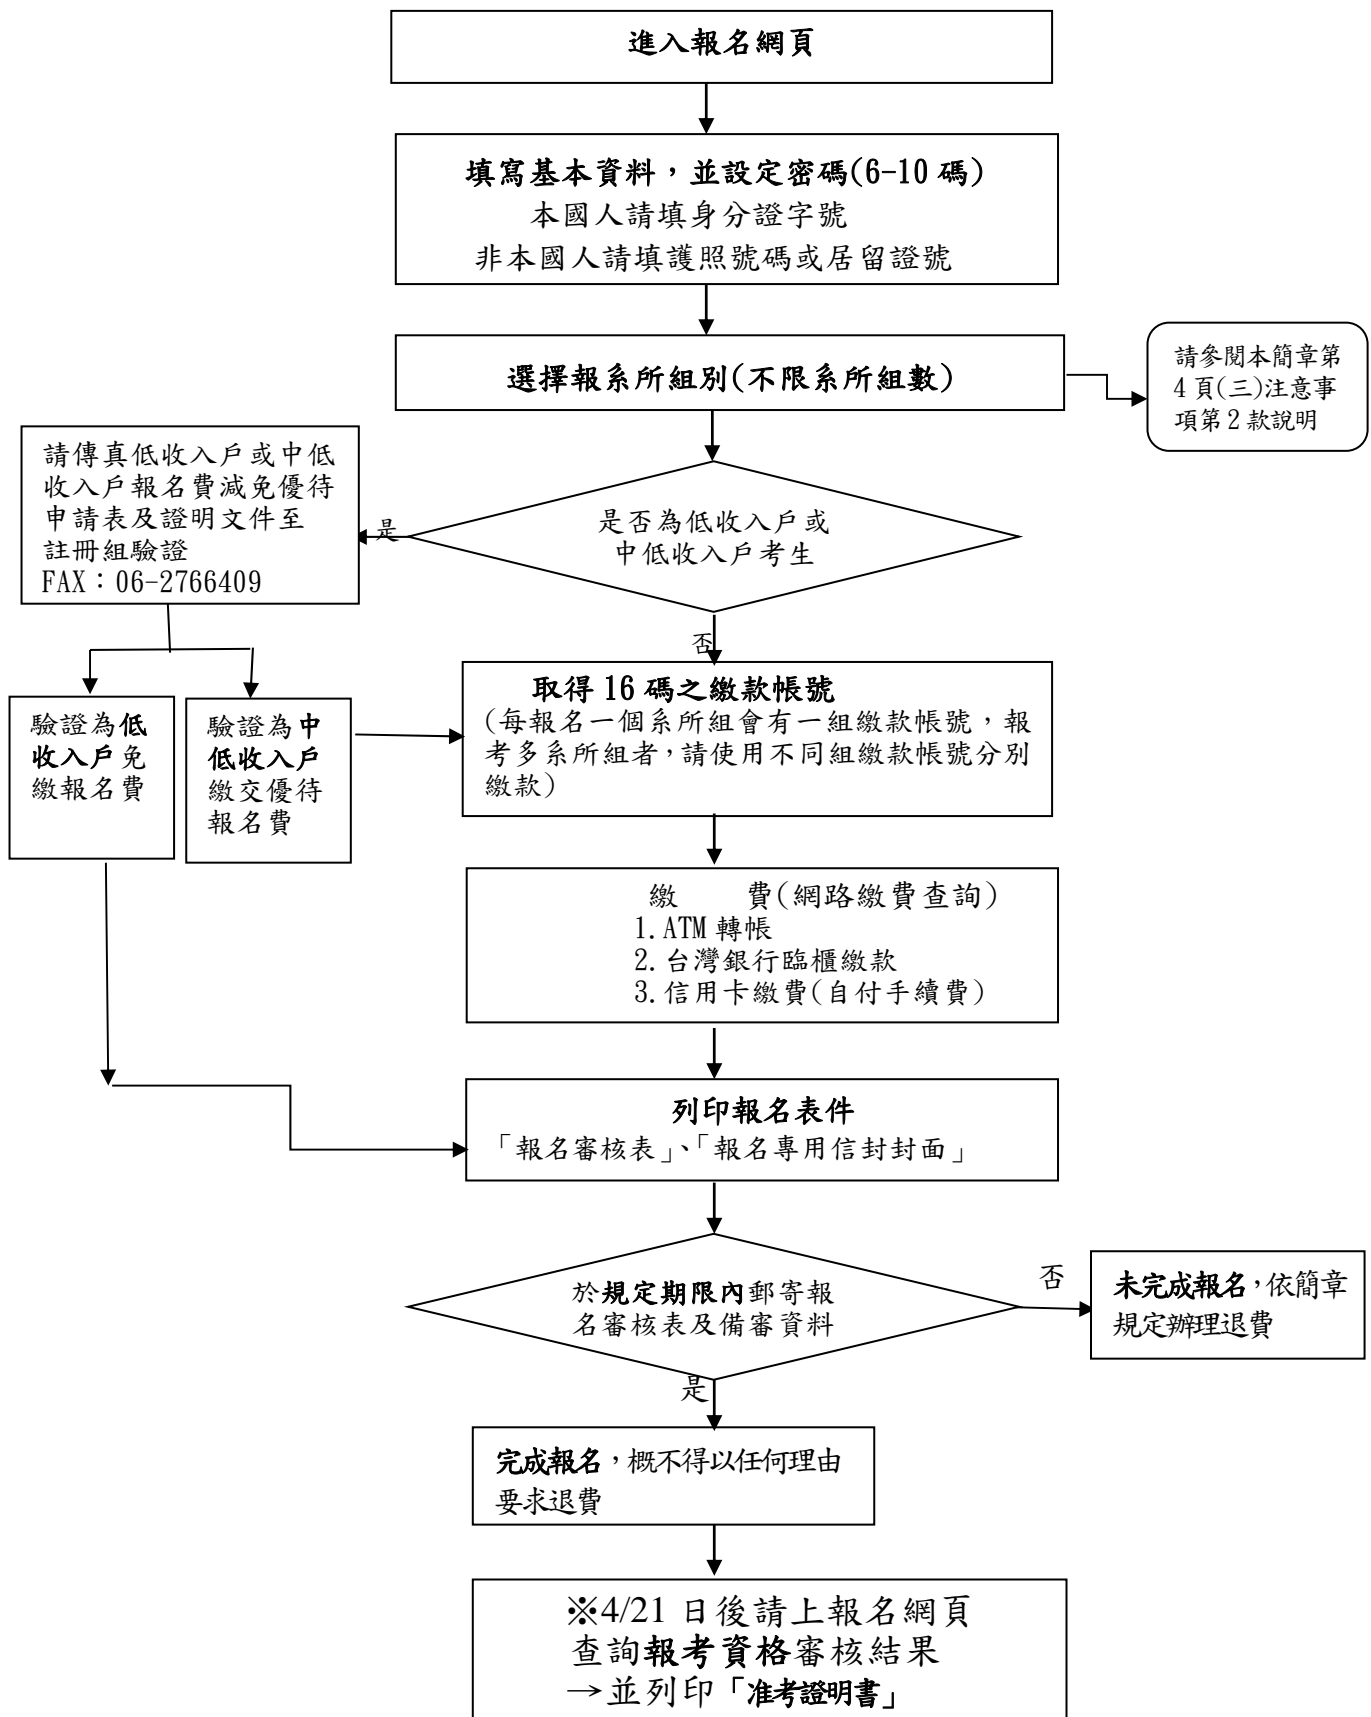 進入報名網頁
填寫基本資料，並設定密碼(6-10 碼)
本國人請填身分證字號
非本國人請填護照號碼或居留證號
選擇報系所組別(不限系所組數)
請參閱本簡章第
4 頁(三)注意事
項第 2 款說明
請傳真低收入戶或中低
收入戶報名費減免優待
申請表及證明文件至
註冊組驗證
FAX：06-2766409
是
是否為低收入戶或
中低收入戶考生
否
驗證為低
收入戶免
繳報名費
驗證為中
低收入戶
繳交優待
報名費
取得 16 碼之繳款帳號
(每報名一個系所組會有一組繳款帳號，報
考多系所組者，請使用不同組繳款帳號分別
繳款)
繳 費(網路繳費查詢)
1. ATM 轉帳
2. 台灣銀行臨櫃繳款
3. 信用卡繳費(自付手續費)
列印報名表件
「報名審核表」、「報名專用信封封面」
於規定期限內郵寄報
名審核表及備審資料
否
未完成報名，依簡章
規定辦理退費
是
完成報名，概不得以任何理由
要求退費
※4/21 日後請上報名網頁
查詢報考資格審核結果
→並列印「准考證明書」